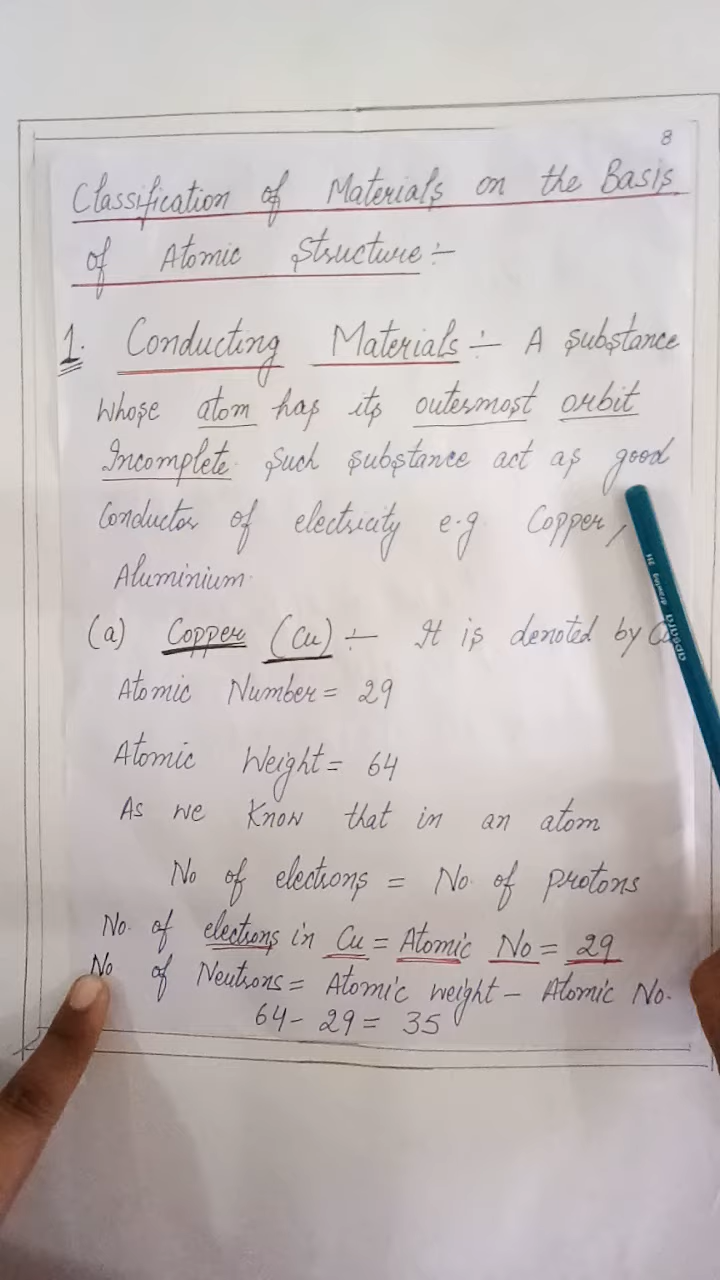 8
Classification of Materials on the Basis
of Atomic Structure :-
1. Conducting Materials :- A substance
whose atom has its outermost orbit
Incomplete. Such substance act as good
Conductor of electricity e.g. Copper,
Aluminium.
(a) Copper (Cu) :- It is denoted by
Atomic Number = 29
Atomic Weight = 64
As we know that in an atom
No of electrons = No. of protons
No. of electrons in Cu = Atomic No = 29
No of Neutrons = Atomic weight - Atomic No.
64 - 29 = 35
apsara drawing 3H